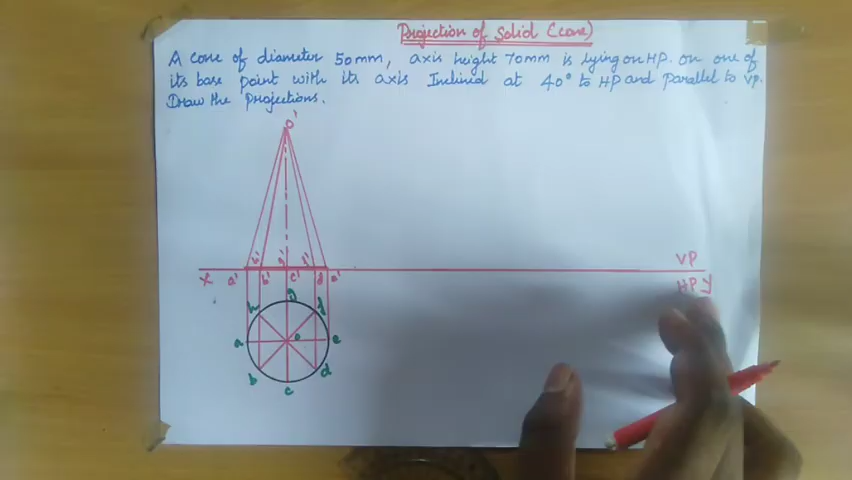 Projection of Solid (cone)
A cone of diameter 50mm, axis height 70mm is lying on HP. on one of
its base point with its axis Inclined at 40° to HP and parallel to VP.
Draw the projections.
o'
VP
h' g' f'
X a' b' c' d e'
HP Y
h g f
a o e
b d
c